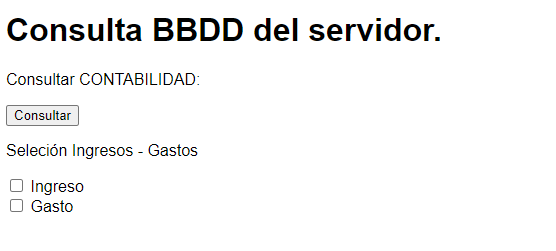 Consulta BBDD del servidor.
Consultar CONTABILIDAD:
Consultar
Seleción Ingresos - Gastos
Ingreso
Gasto